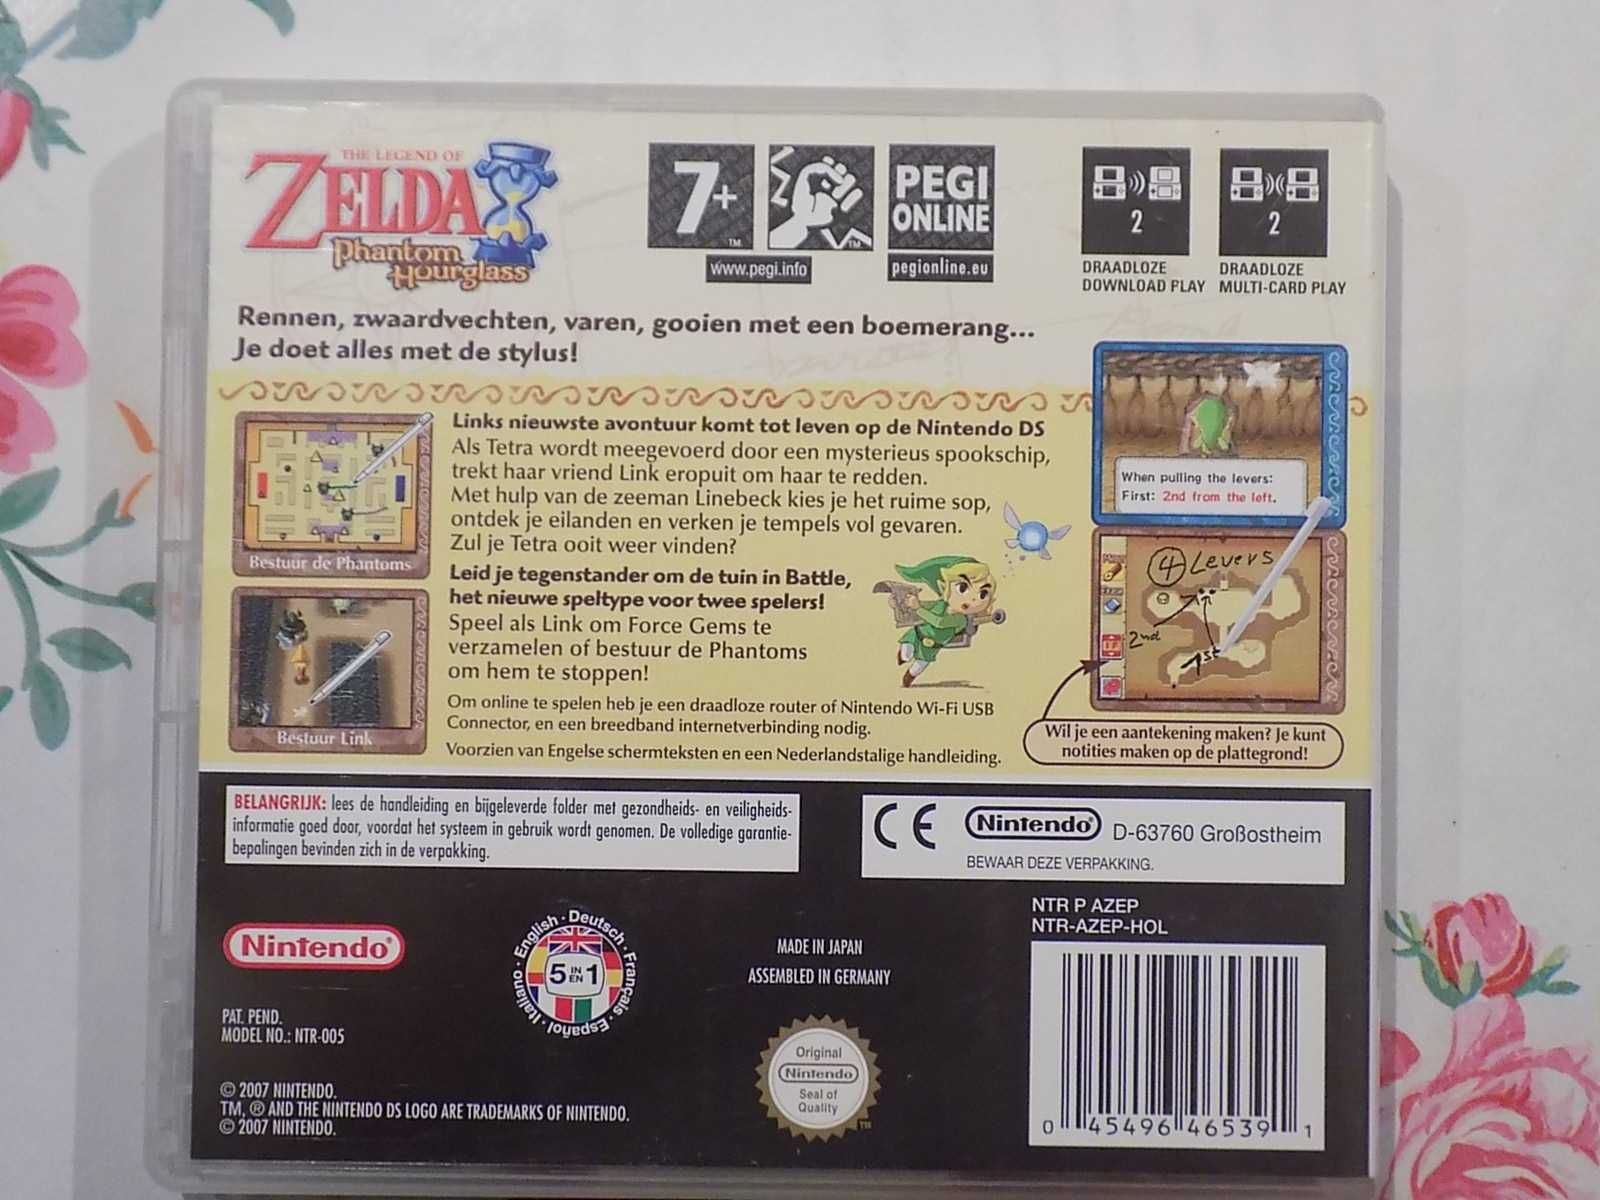 THE LEGEND OF
ZELDA
Phantom
Hourglass
7+
TM
TM
www.pegi.info
PEGI
ONLINE
pegionline.eu
2
DRAADLOZE
DOWNLOAD PLAY
2
DRAADLOZE
MULTI-CARD PLAY
Rennen, zwaardvechten, varen, gooien met een boemerang...
Je doet alles met de stylus!
Bestuur de Phantoms
Bestuur Link
Links nieuwste avontuur komt tot leven op de Nintendo DS
Als Tetra wordt meegevoerd door een mysterieus spookschip,
trekt haar vriend Link eropuit om haar te redden.
Met hulp van de zeeman Linebeck kies je het ruime sop,
ontdek je eilanden en verken je tempels vol gevaren.
Zul je Tetra ooit weer vinden?
Leid je tegenstander om de tuin in Battle,
het nieuwe speltype voor twee spelers!
Speel als Link om Force Gems te
verzamelen of bestuur de Phantoms
om hem te stoppen!
Om online te spelen heb je een draadloze router of Nintendo Wi-Fi USB
Connector, en een breedband internetverbinding nodig.
Voorzien van Engelse schermteksten en een Nederlandstalige handleiding.
When pulling the levers:
First: 2nd from the left.
4 Levers
2nd
1st
Wil je een aantekening maken? Je kunt
notities maken op de plattegrond!
BELANGRIJK: lees de handleiding en bijgeleverde folder met gezondheids- en veiligheids-
informatie goed door, voordat het systeem in gebruik wordt genomen. De volledige garantie-
bepalingen bevinden zich in de verpakking.
CE
Nintendo®
D-63760 Großostheim
BEWAAR DEZE VERPAKKING.
Nintendo®
English · Deutsch · Français · Español · Italiano ·
5 IN EN 1
MADE IN JAPAN
ASSEMBLED IN GERMANY
NTR P AZEP
NTR-AZEP-HOL
PAT. PEND.
MODEL NO.: NTR-005
Original
Nintendo
Seal of
Quality
TM
© 2007 NINTENDO.
TM, ® AND THE NINTENDO DS LOGO ARE TRADEMARKS OF NINTENDO.
© 2007 NINTENDO.
0 45496 46539 1